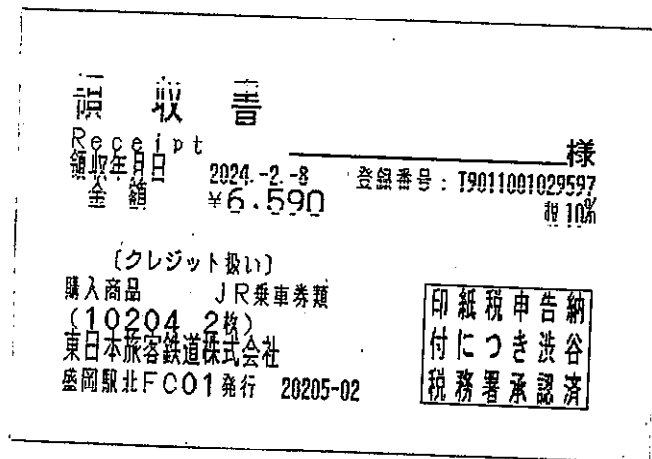 領収書
Receipt 様
領収年月日 2024.-2.-8 登録番号：T9011001029597
金額 ¥6.590 税10%
〔クレジット扱い〕
購入商品 JR乗車券類
(10204 2枚)
東日本旅客鉄道株式会社
盛岡駅北FC01発行 20205-02
印紙税申告納
付につき渋谷
税務署承認済